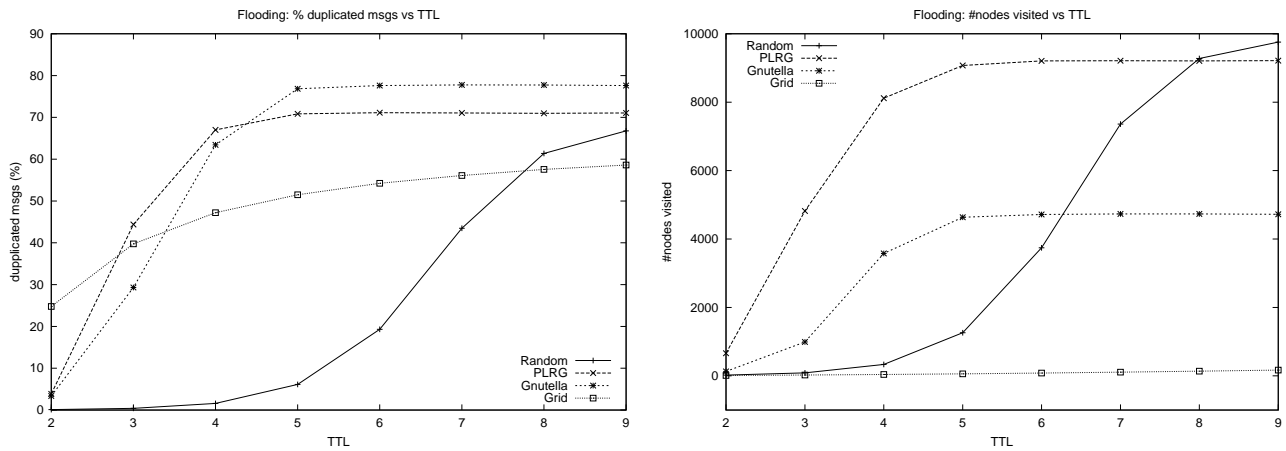 Flooding: % duplicated msgs vs TTL
90
80
70
60
50
40
30
20
10
0
dupplicated msgs (%)
Random
PLRG
Gnutella
Grid
2 3 4 5 6 7 8 9
TTL
Flooding: #nodes visited vs TTL
10000
8000
6000
4000
2000
0
#nodes visited
Random
PLRG
Gnutella
Grid
2 3 4 5 6 7 8 9
TTL